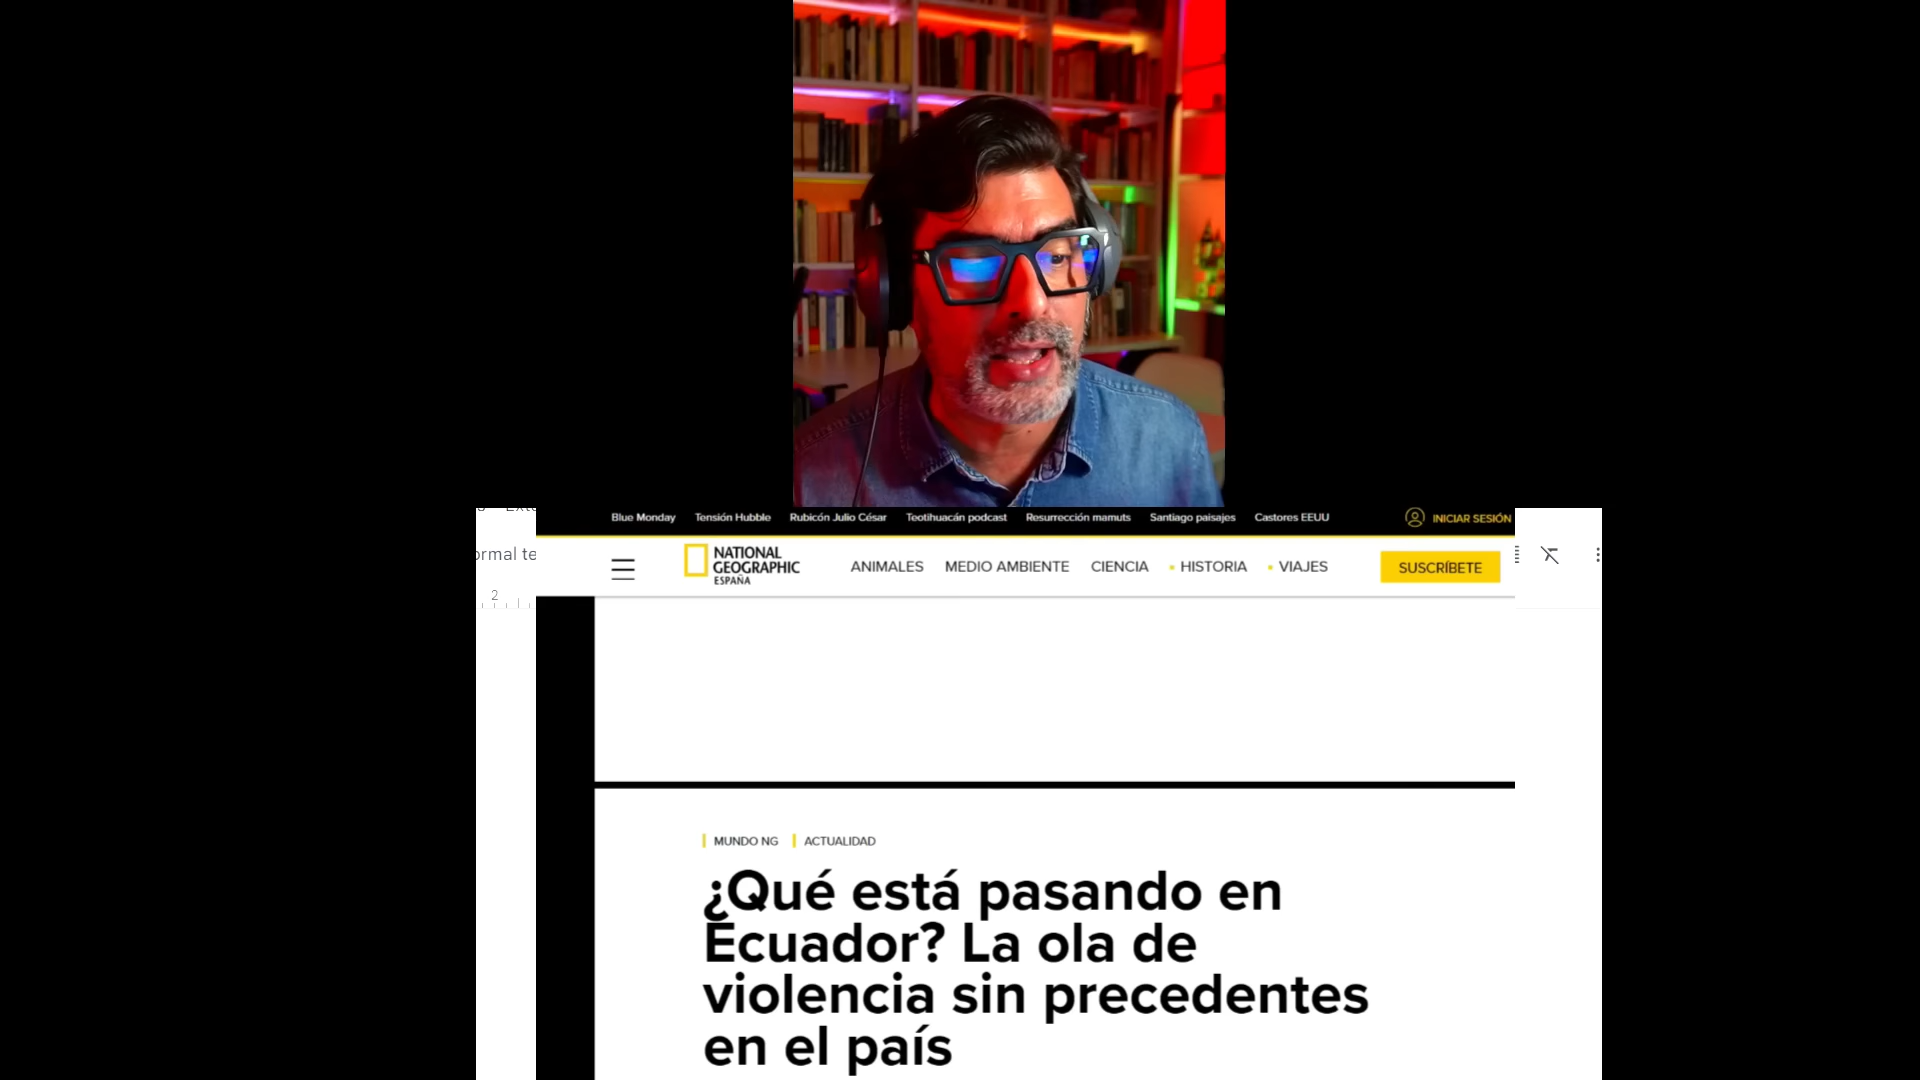 ormal te
2
Blue Monday Tensión Hubble Rubicón Julio César Teotihuacán podcast Resurrección mamuts Santiago paisajes Castores EEUU INICIAR SESIÓN
NATIONAL
GEOGRAPHIC
ESPAÑA
ANIMALES MEDIO AMBIENTE CIENCIA HISTORIA VIAJES SUSCRÍBETE
MUNDO NG ACTUALIDAD
¿Qué está pasando en
Ecuador? La ola de
violencia sin precedentes
en el país